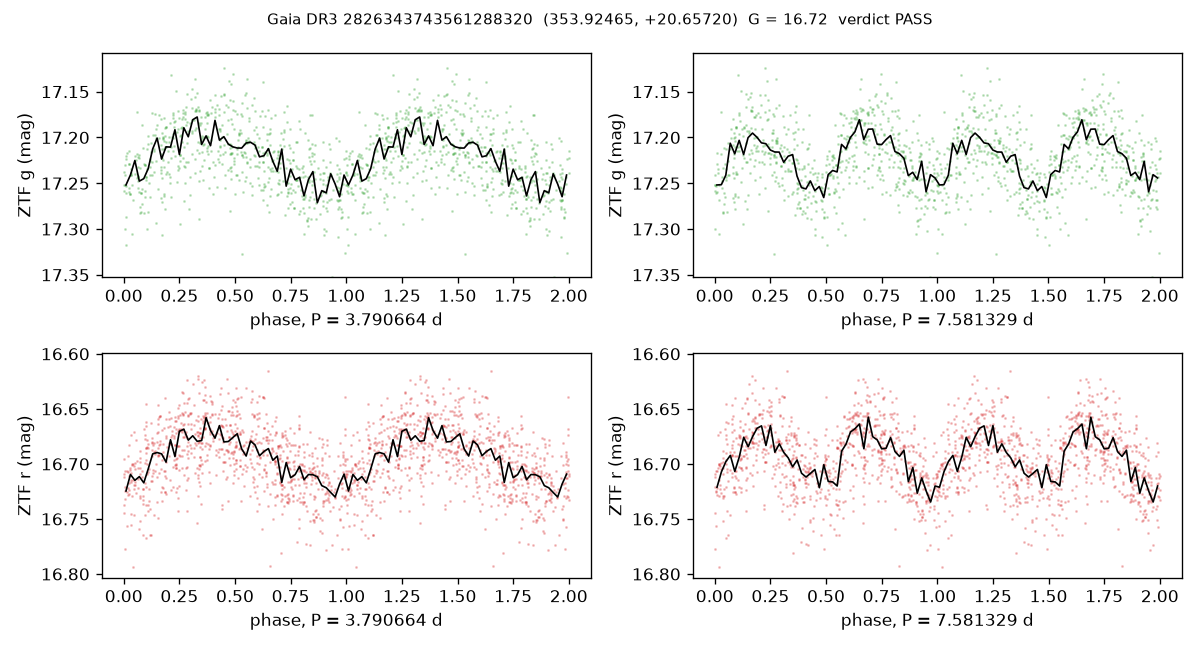 Gaia DR3 2826343743561288320  (353.92465, +20.65720)  G = 16.72  verdict PASS
ZTF g (mag)
17.15
17.20
17.25
17.30
17.35
0.00 0.25 0.50 0.75 1.00 1.25 1.50 1.75 2.00
phase, P = 3.790664 d
ZTF g (mag)
17.15
17.20
17.25
17.30
17.35
0.00 0.25 0.50 0.75 1.00 1.25 1.50 1.75 2.00
phase, P = 7.581329 d
ZTF r (mag)
16.60
16.65
16.70
16.75
16.80
0.00 0.25 0.50 0.75 1.00 1.25 1.50 1.75 2.00
phase, P = 3.790664 d
ZTF r (mag)
16.60
16.65
16.70
16.75
16.80
0.00 0.25 0.50 0.75 1.00 1.25 1.50 1.75 2.00
phase, P = 7.581329 d